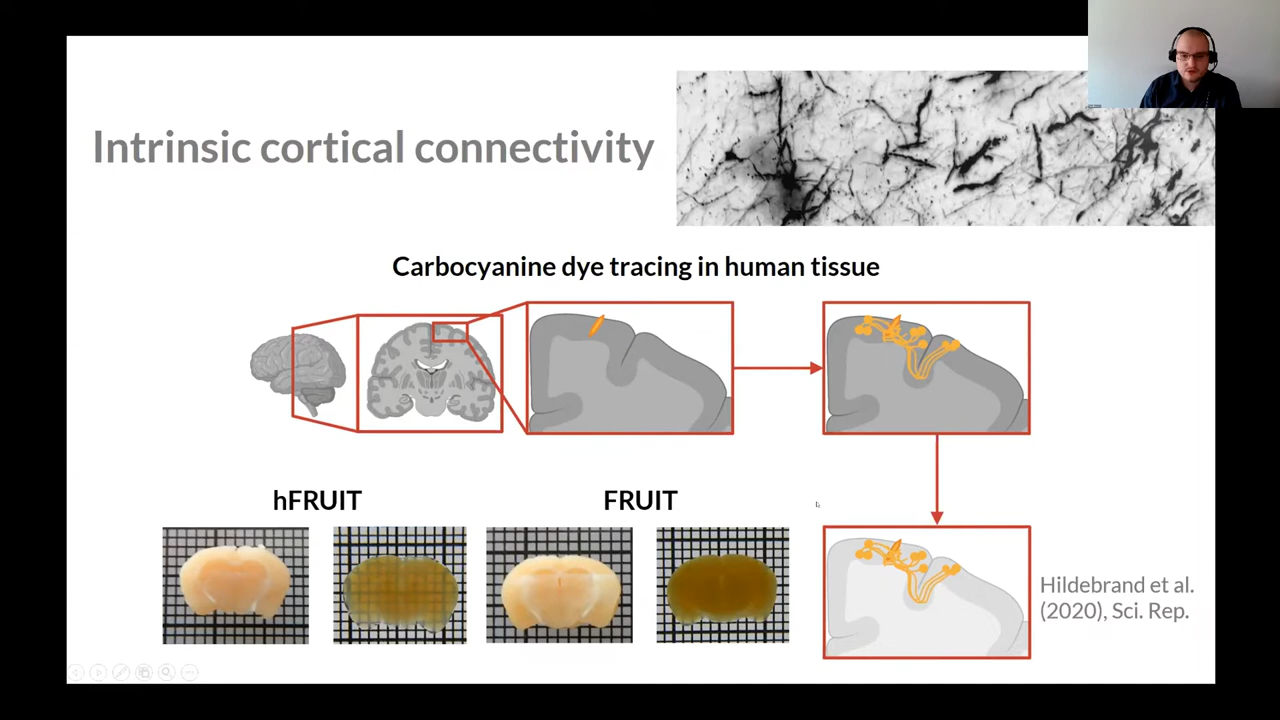 Intrinsic cortical connectivity
Carbocyanine dye tracing in human tissue
hFRUIT
FRUIT
Hildebrand et al.
(2020), Sci. Rep.